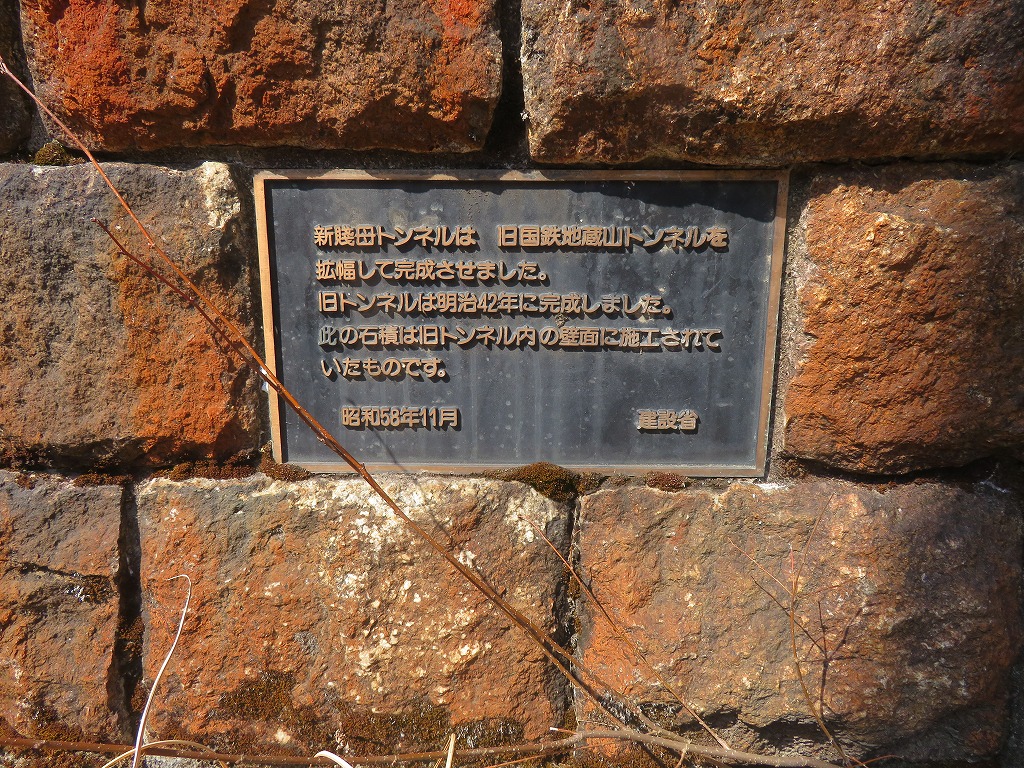 新賤母トンネルは　旧国鉄地蔵山トンネルを
拡幅して完成させました。
旧トンネルは明治42年に完成しました。
此の石積は旧トンネル内の壁面に施工されて
いたものです。
昭和58年11月　建設省